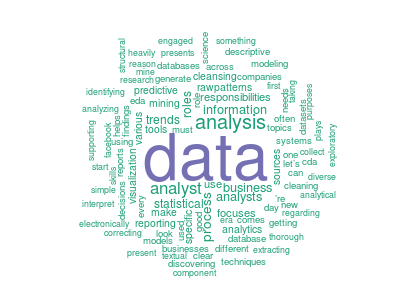 engaged something
structural
science
heavily presents descriptive
reason databases across modeling
mine
research generate cleansing companies
identifying predictive rawpatterns first
needs
taking
analyzing eda mining roles role information responsibilities
datasets
purposes
supporting
facebook
helps
findings
various trends analysis often
using tools must topics plays
exploratory
data
systems
start reports visualization sources one collect cda
let's
skills can diverse
simple analyst use business cleaning
decisions
interpret every statistical analysts 're analytical
make process focuses day new
specific good era comes regarding
electronically reporting used analytics getting
correcting look database thorough
models
businesses different extracting
present textual clear
discovering techniques
component